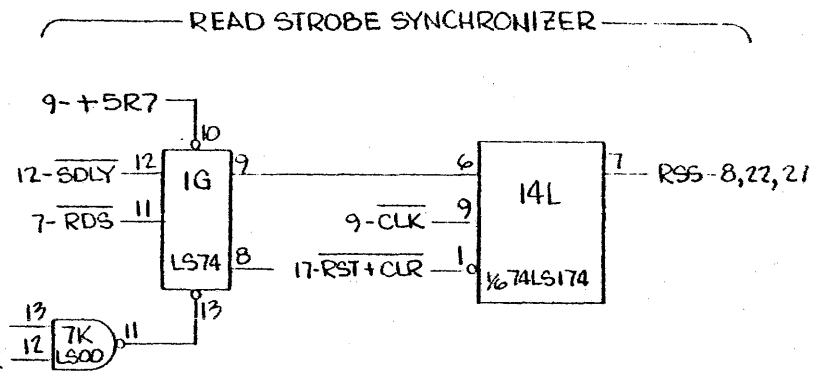 READ STROBE SYNCHRONIZER
9-+5R7
10
12-SDLY 12 1G 9 6 14L 7 RSS-8,22,21
7-RDS 11 9-CLK 9
LS74 8 17-RST+CLR 1 1/6 74LS174
13
13 7K 11
12 LS00